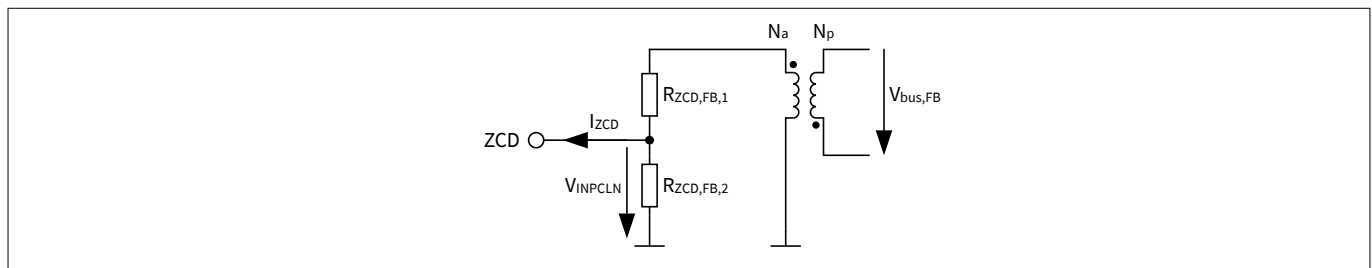 Na Np
RZCD,FB,1
Vbus,FB
IZCD
ZCD
VINPCLN
RZCD,FB,2